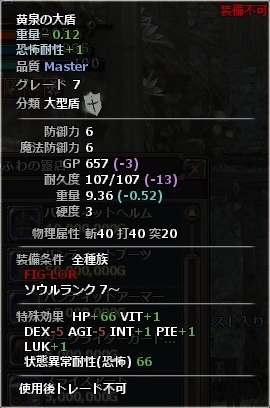 装備不可
黄泉の大盾
重量－0.12
恐怖耐性＋1
品質 Master
グレード 7
分類 大型盾
防御力 6
魔法防御力 6
GP 657 (-3)
耐久度 107/107 (-13)
重量 9.36 (-0.52)
硬度 3
物理属性 斬40 打40 突20
装備条件 全種族
FIG LOR
ソウルランク 7～
特殊効果 HP+66 VIT+1
DEX-5 AGI-5 INT+1 PIE+1
LUK+1
状態異常耐性(恐怖) 66
使用後トレード不可